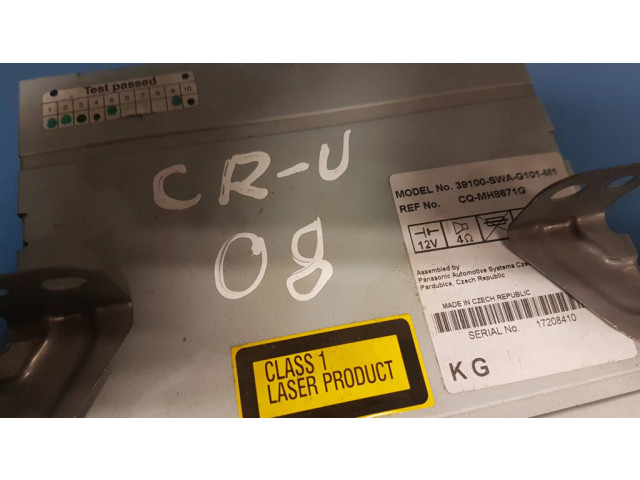 Test passed
1 2 3 4 5 6 7 8 9 10
CR-V
08
MODEL No. 39100-SWA-G101-M1
REF No. CQ-MH8671G
12V 4Ω
Assembled by
Panasonic Automotive Systems
Pardubice, Czech Republic
MADE IN CZECH REPUBLIC
SERIAL No. 17208410
KG
CLASS 1
LASER PRODUCT